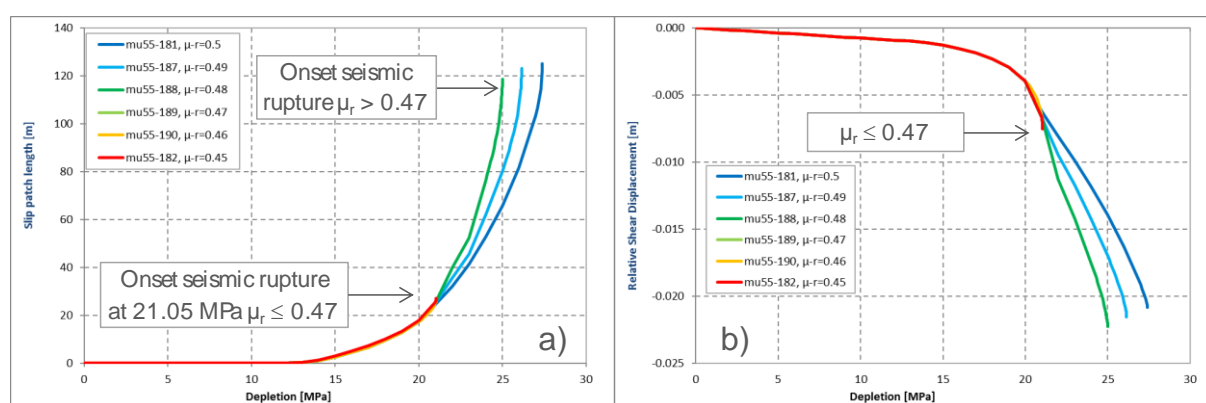 140
120
100
80
60
40
20
0
Slip patch length [m]
mu55-181, μ-r=0.5
mu55-187, μ-r=0.49
mu55-188, μ-r=0.48
mu55-189, μ-r=0.47
mu55-190, μ-r=0.46
mu55-182, μ-r=0.45
Onset seismic
rupture μr > 0.47
Onset seismic rupture
at 21.05 MPa μr ≤ 0.47
a)
0 5 10 15 20 25 30
Depletion [MPa]
0.000
-0.005
-0.010
-0.015
-0.020
-0.025
Relative Shear Displacement [m]
μr ≤ 0.47
mu55-181, μ-r=0.5
mu55-187, μ-r=0.49
mu55-188, μ-r=0.48
mu55-189, μ-r=0.47
mu55-190, μ-r=0.46
mu55-182, μ-r=0.45
b)
0 5 10 15 20 25 30
Depletion [MPa]